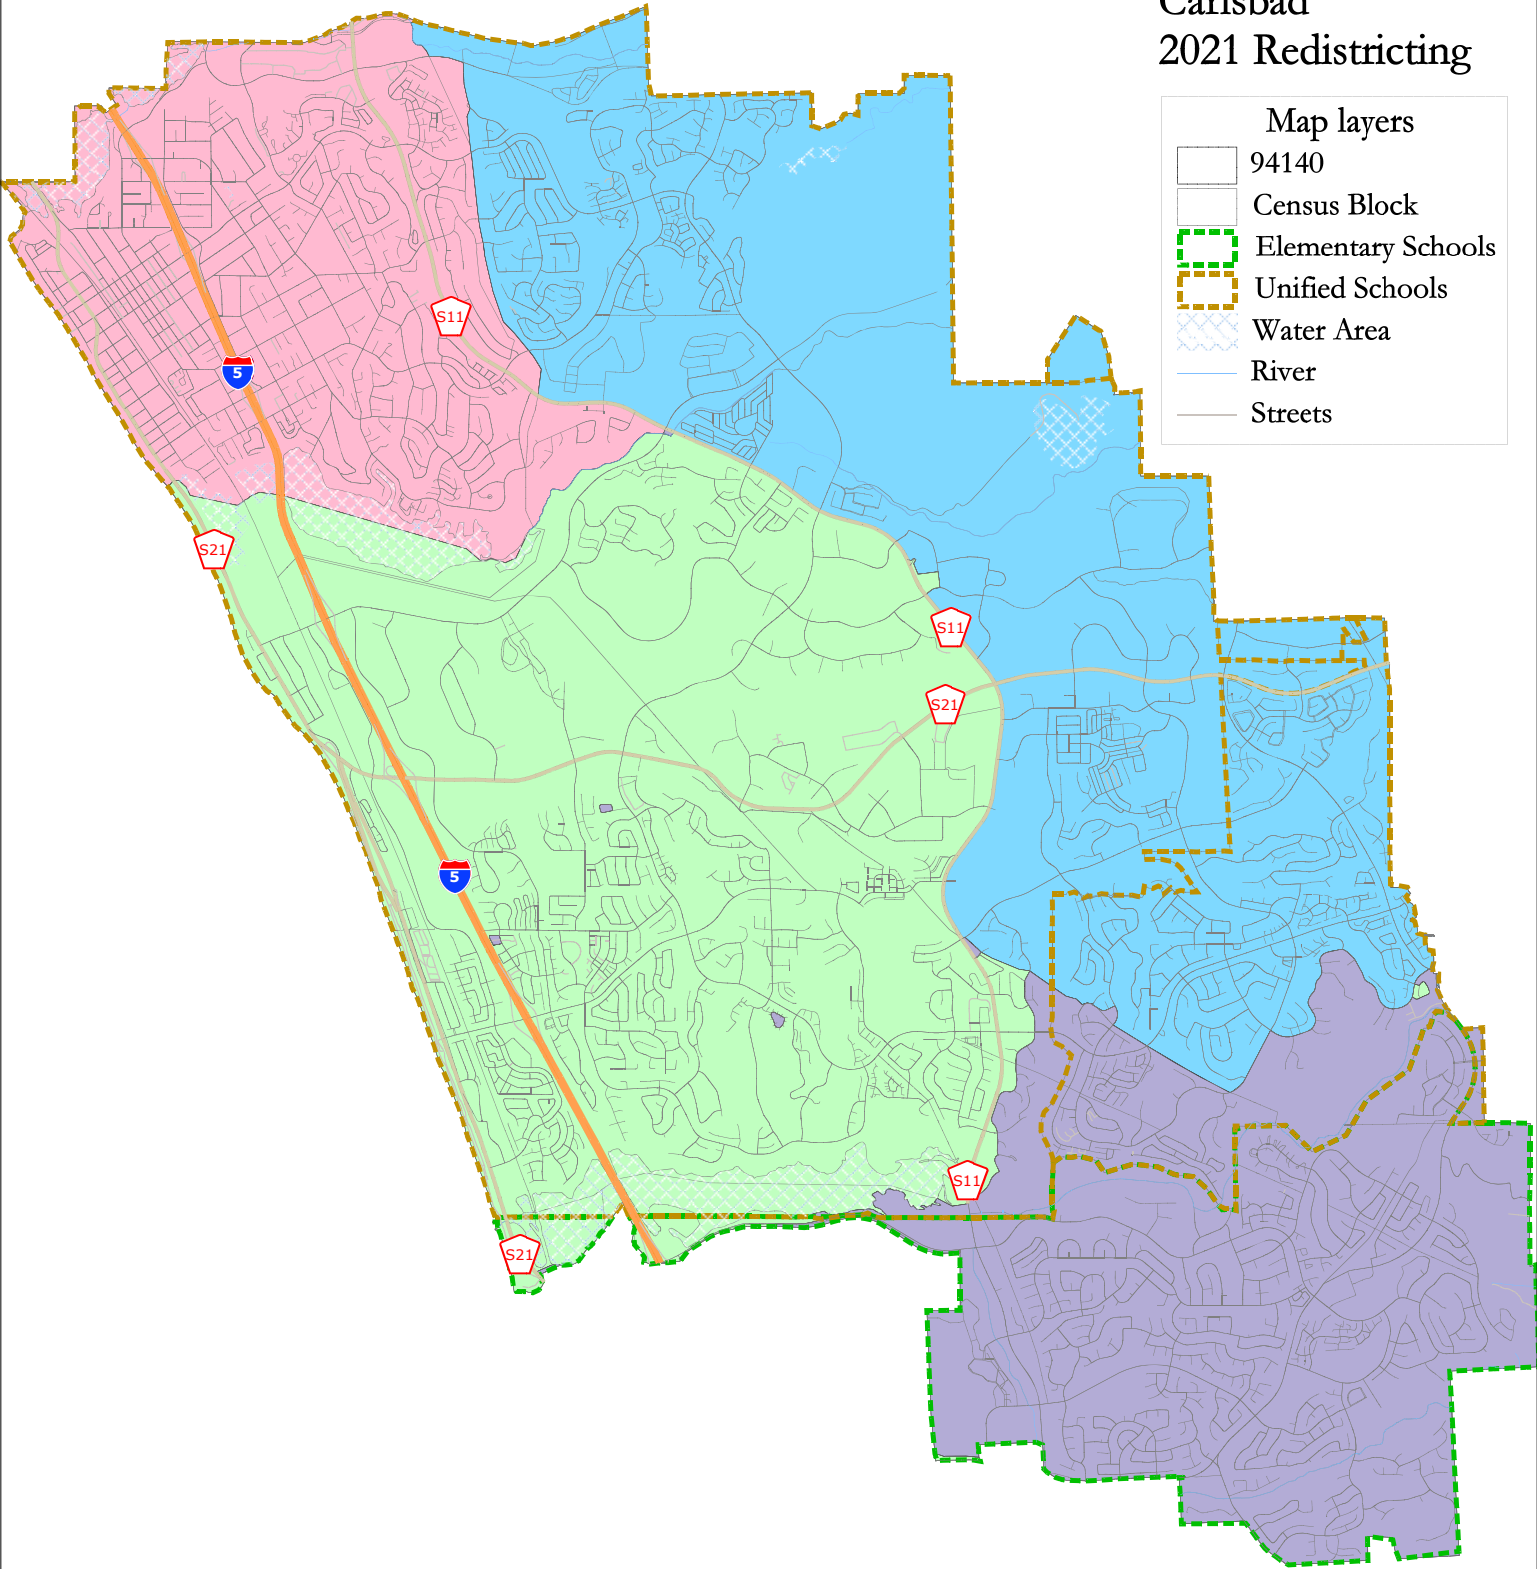 Carlsbad
2021 Redistricting
Map layers
94140
Census Block
Elementary Schools
Unified Schools
Water Area
River
Streets
S11
5
S21
S11
S21
5
S11
S21